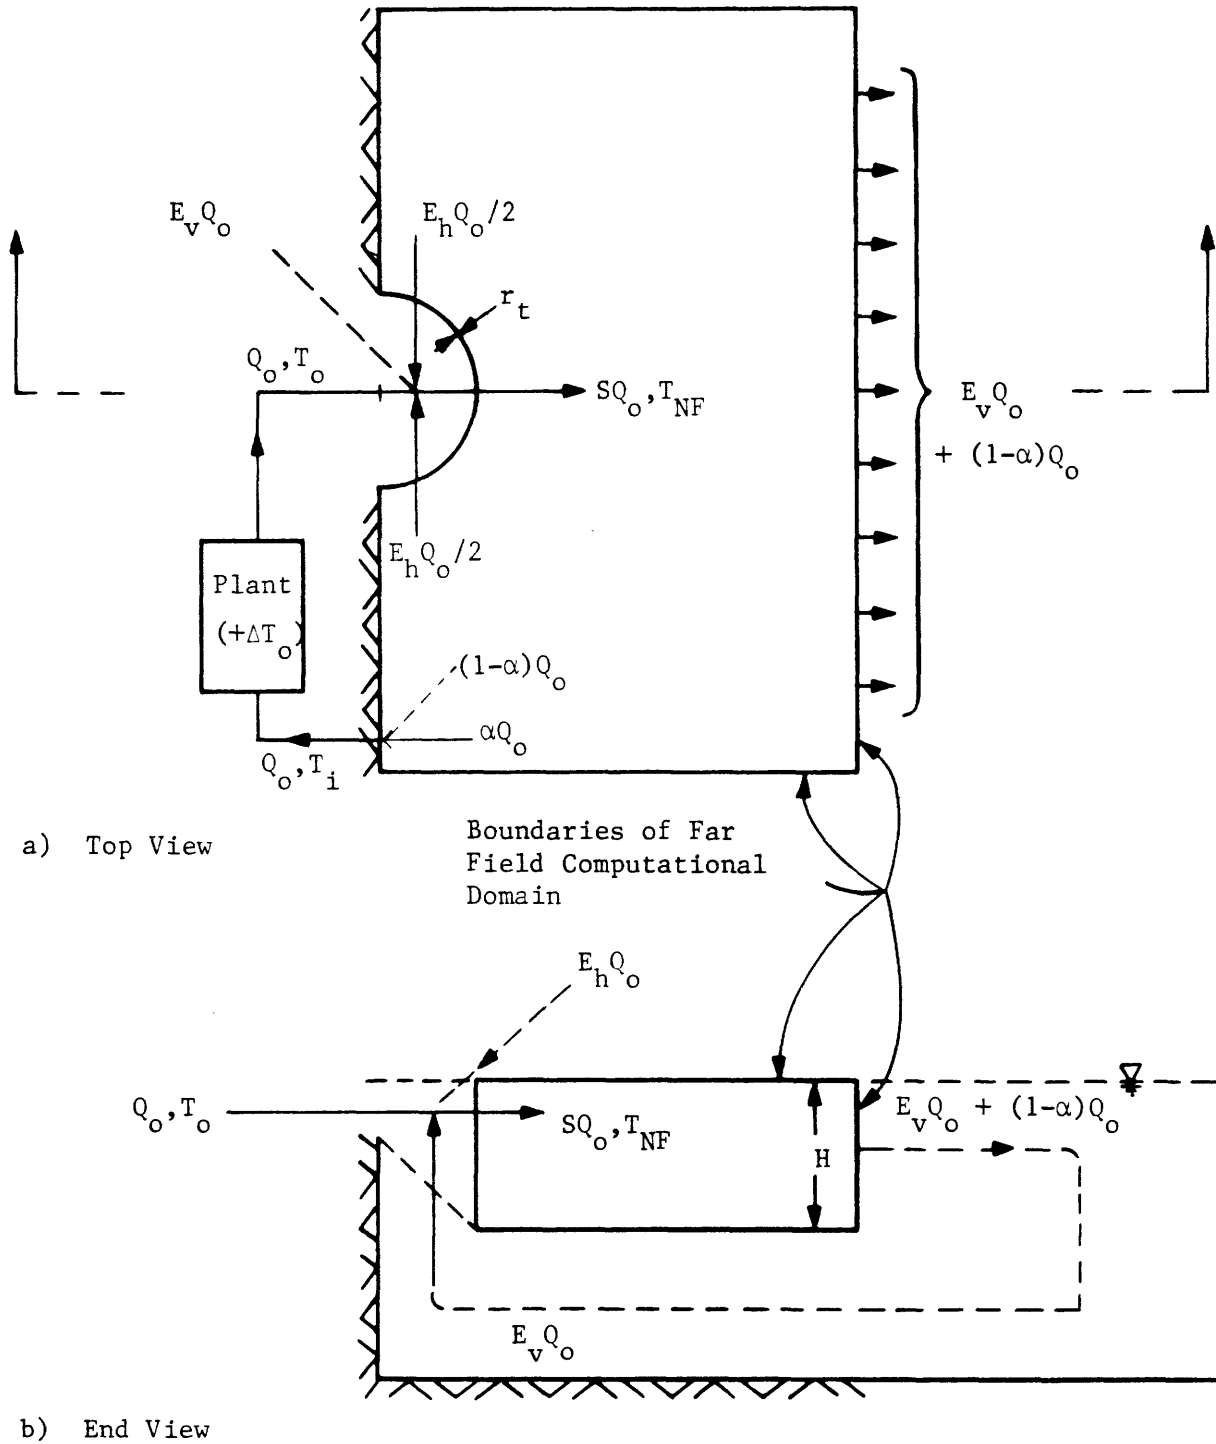 E_vQ_o
E_hQ_o/2
r_t
Q_o,T_o
SQ_o,T_NF
E_vQ_o
+ (1-α)Q_o
E_hQ_o/2
Plant
(+ΔT_o)
(1-α)Q_o
αQ_o
Q_o,T_i
a) Top View
Boundaries of Far
Field Computational
Domain
E_hQ_o
Q_o,T_o
SQ_o,T_NF
H
E_vQ_o + (1-α)Q_o
E_vQ_o
b) End View